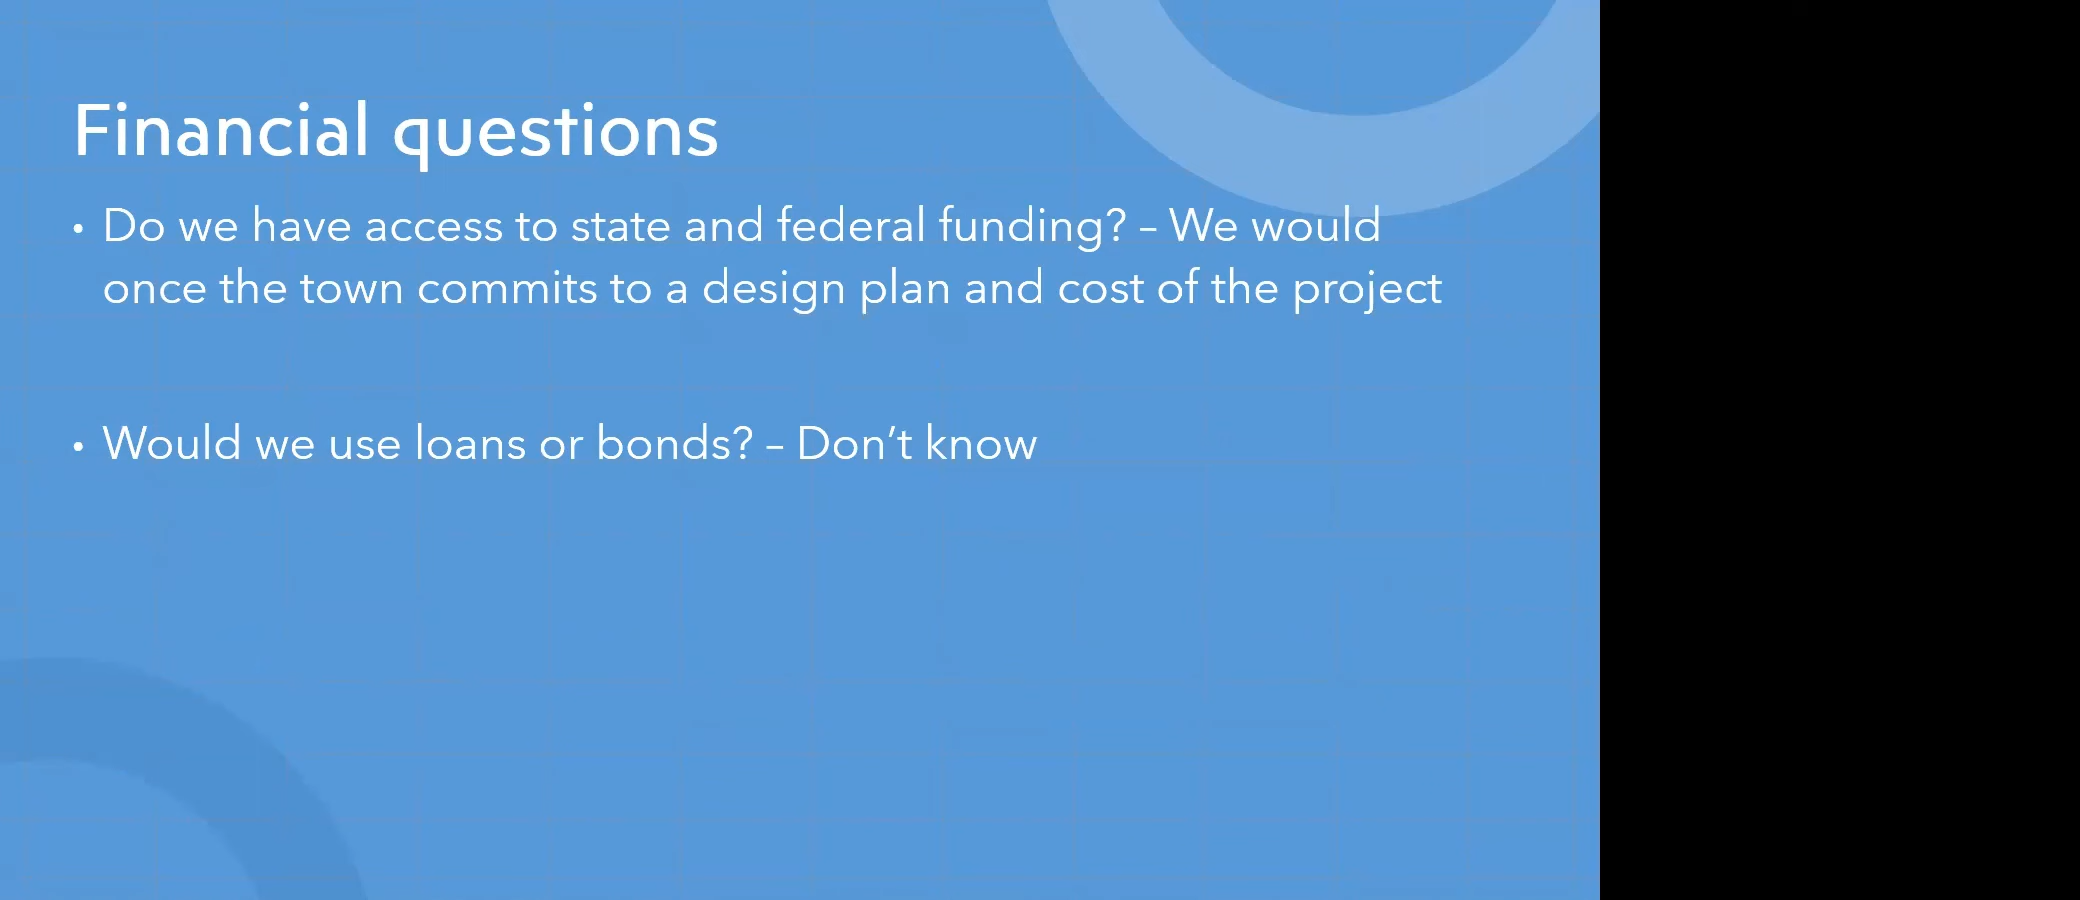 Financial questions
• Do we have access to state and federal funding? – We would
once the town commits to a design plan and cost of the project
• Would we use loans or bonds? – Don’t know